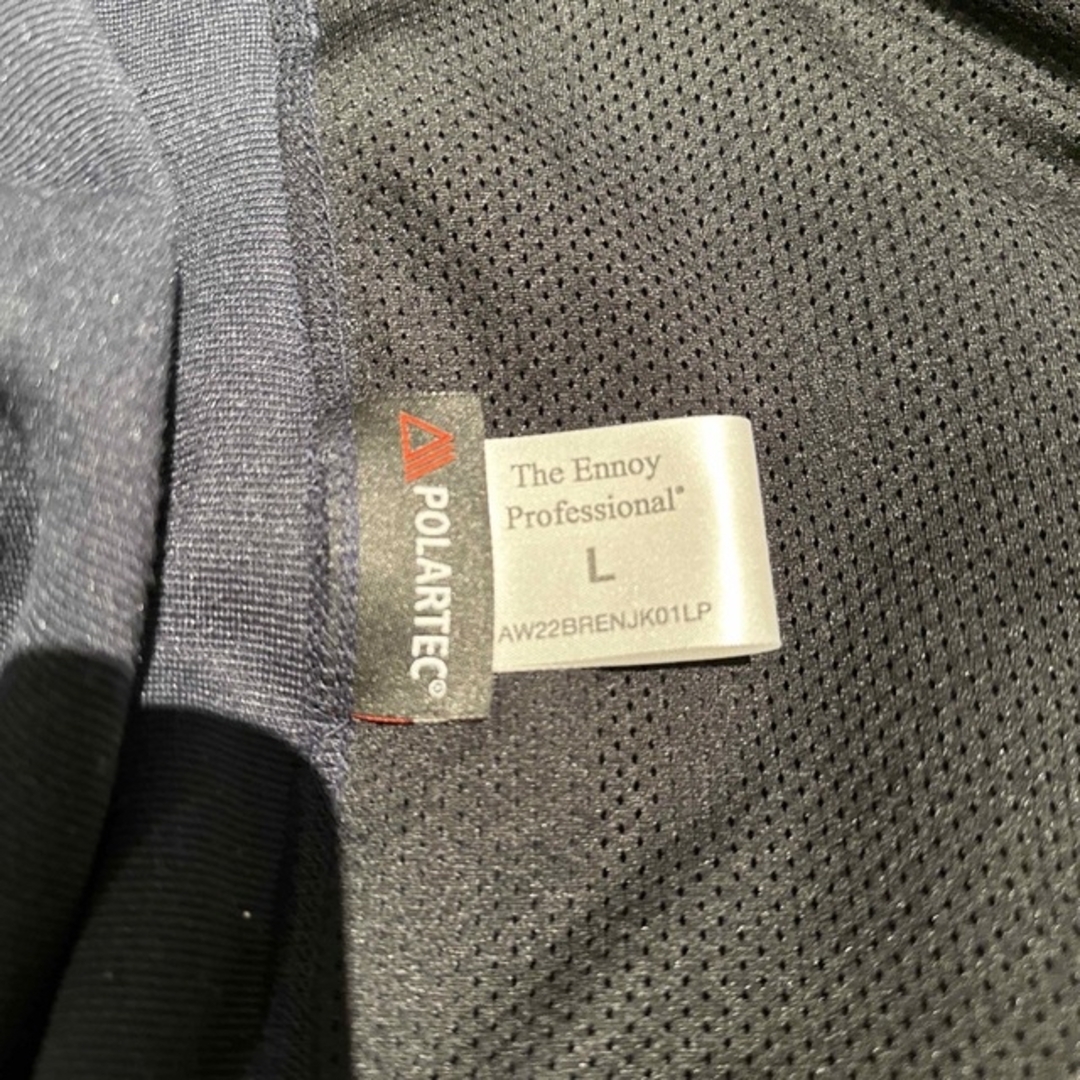 POLARTEC®
The Ennoy
Professional®
L
AW22BRENJK01LP